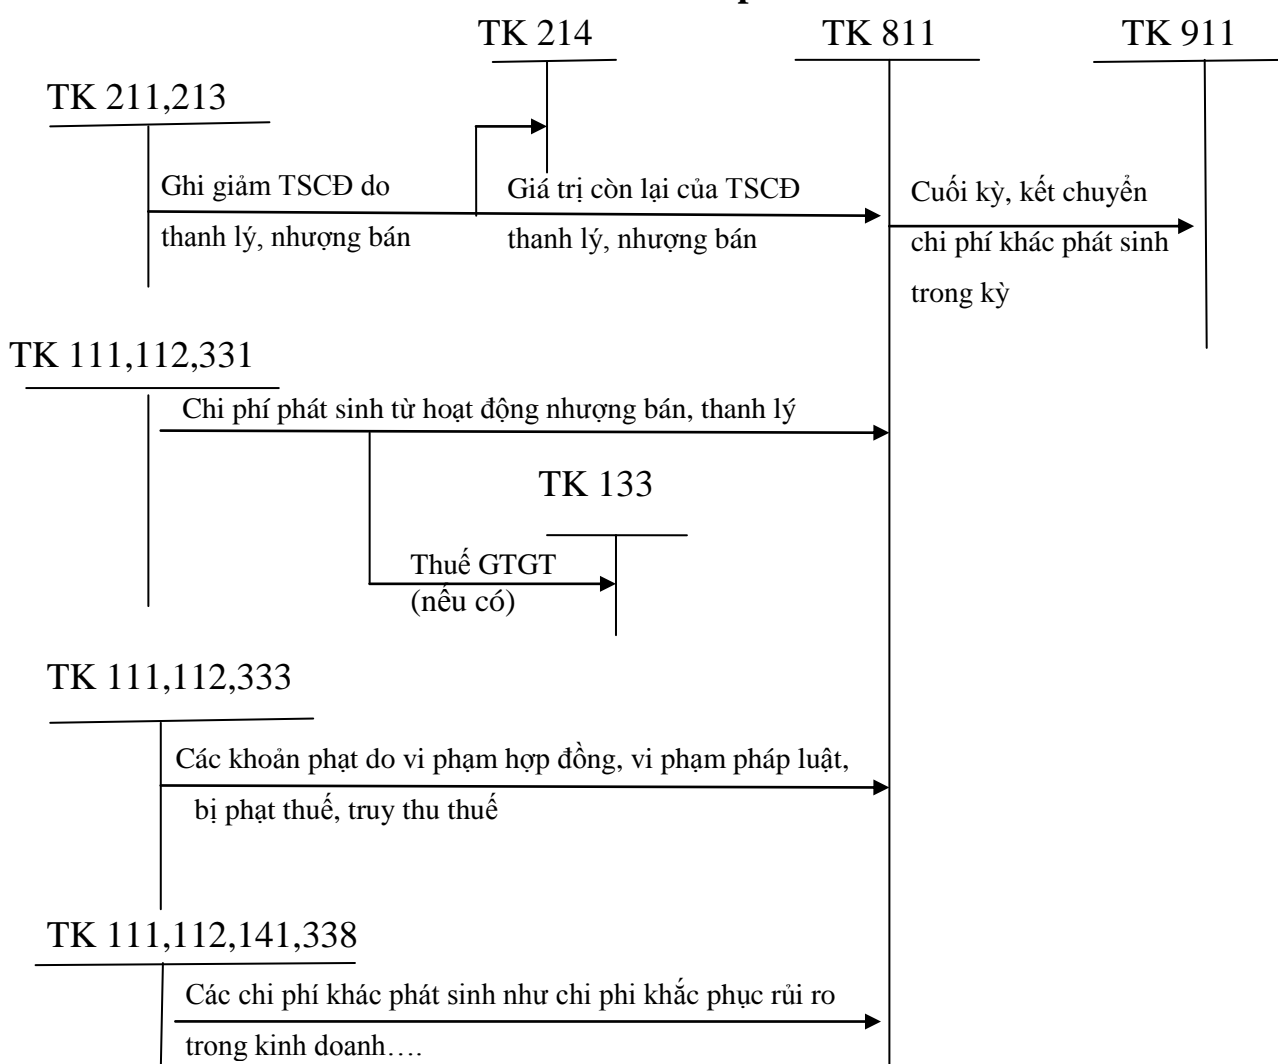 TK 214
TK 811
TK 911
TK 211,213
Ghi giảm TSCĐ do
thanh lý, nhượng bán
Giá trị còn lại của TSCĐ
thanh lý, nhượng bán
Cuối kỳ, kết chuyển
chi phí khác phát sinh
trong kỳ
TK 111,112,331
Chi phí phát sinh từ hoạt động nhượng bán, thanh lý
TK 133
Thuế GTGT
(nếu có)
TK 111,112,333
Các khoản phạt do vi phạm hợp đồng, vi phạm pháp luật,
bị phạt thuế, truy thu thuế
TK 111,112,141,338
Các chi phí khác phát sinh như chi phi khắc phục rủi ro
trong kinh doanh….